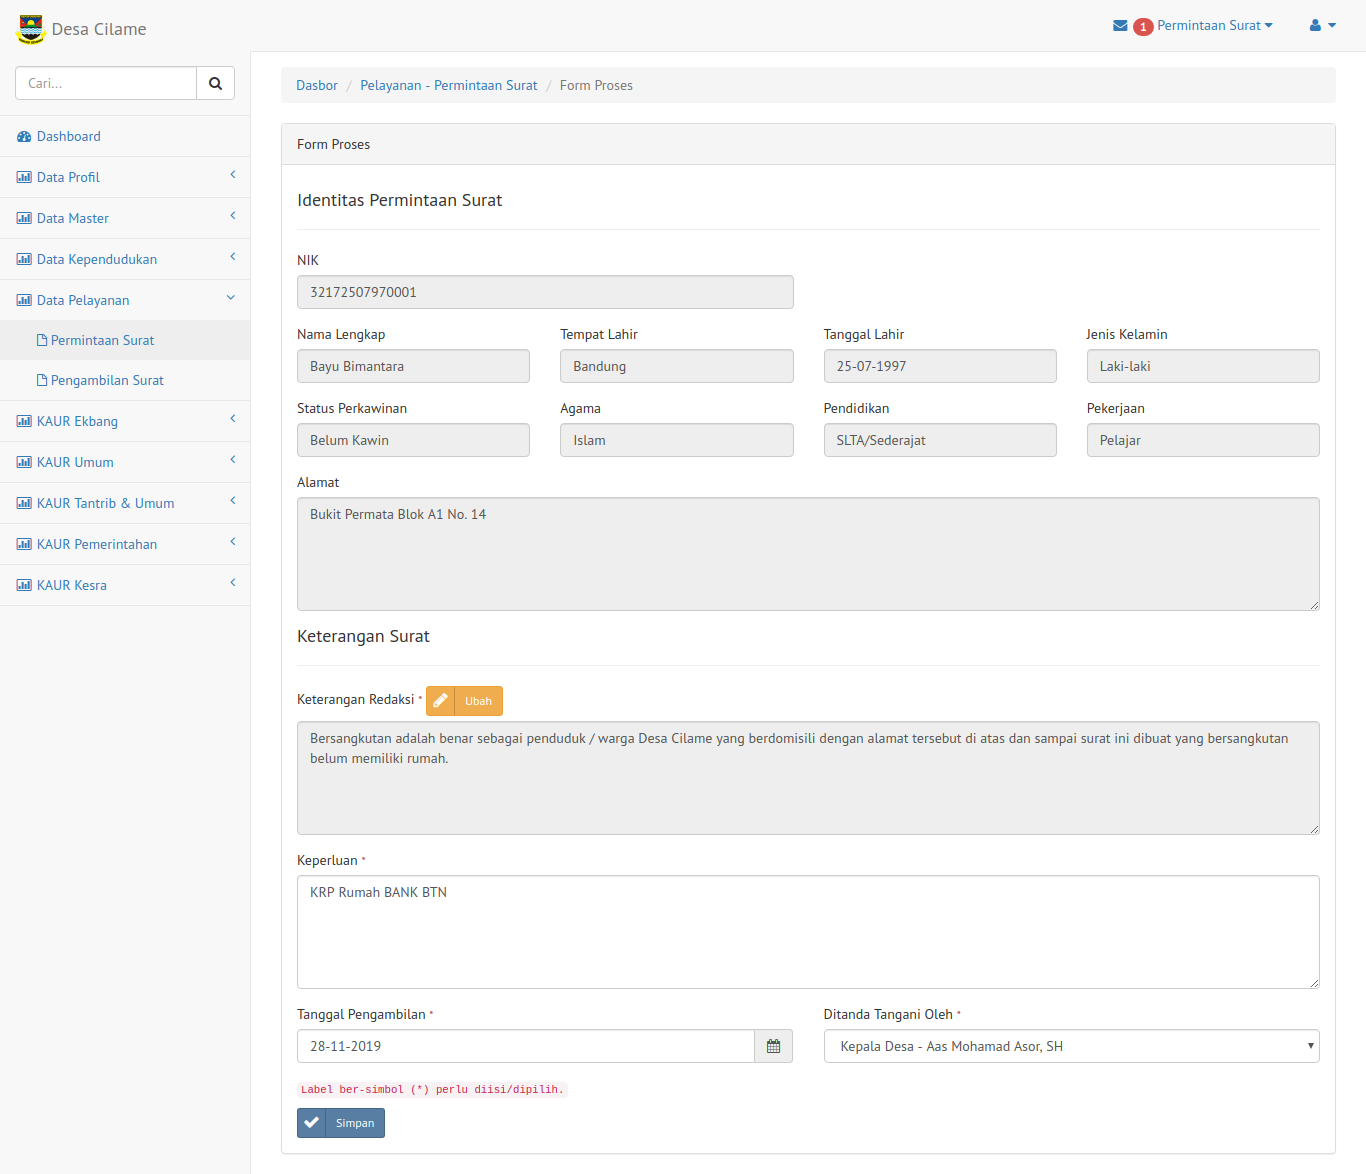 Desa Cilame
1 Permintaan Surat
Cari...
Dashboard
Data Profil
Data Master
Data Kependudukan
Data Pelayanan
Permintaan Surat
Pengambilan Surat
KAUR Ekbang
KAUR Umum
KAUR Tantrib & Umum
KAUR Pemerintahan
KAUR Kesra
Dasbor / Pelayanan - Permintaan Surat / Form Proses
Form Proses
Identitas Permintaan Surat
NIK
32172507970001
Nama Lengkap Tempat Lahir Tanggal Lahir Jenis Kelamin
Bayu Bimantara Bandung 25-07-1997 Laki-laki
Status Perkawinan Agama Pendidikan Pekerjaan
Belum Kawin Islam SLTA/Sederajat Pelajar
Alamat
Bukit Permata Blok A1 No. 14
Keterangan Surat
Keterangan Redaksi * Ubah
Bersangkutan adalah benar sebagai penduduk / warga Desa Cilame yang berdomisili dengan alamat tersebut di atas dan sampai surat ini dibuat yang bersangkutan
belum memiliki rumah.
Keperluan *
KRP Rumah BANK BTN
Tanggal Pengambilan * Ditanda Tangani Oleh *
28-11-2019 Kepala Desa - Aas Mohamad Asor, SH
Label ber-simbol (*) perlu diisi/dipilih.
Simpan